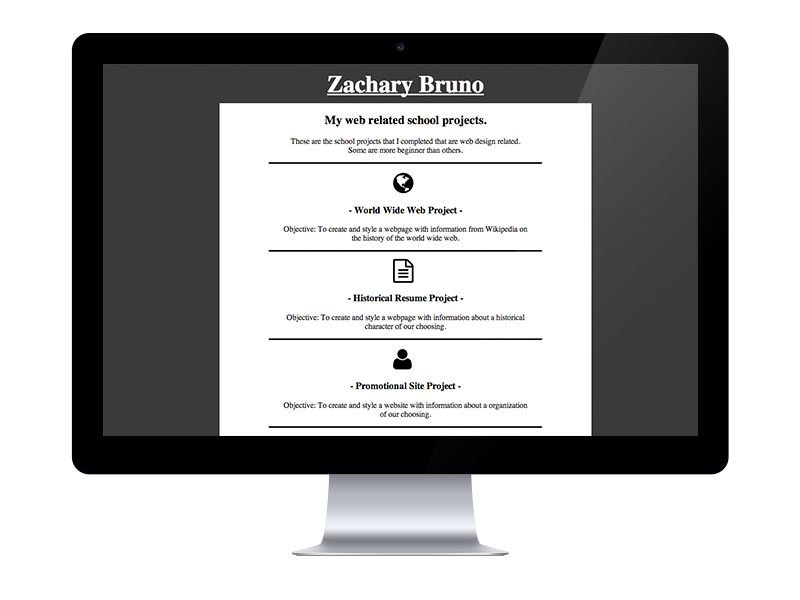 Zachary Bruno
My web related school projects.
These are the school projects that I completed that are web design related.
Some are more beginner than others.
- World Wide Web Project -
Objective: To create and style a webpage with information from Wikipedia on
the history of the world wide web.
- Historical Resume Project -
Objective: To create and style a webpage with information about a historical
character of our choosing.
- Promotional Site Project -
Objective: To create and style a website with information about a organization
of our choosing.